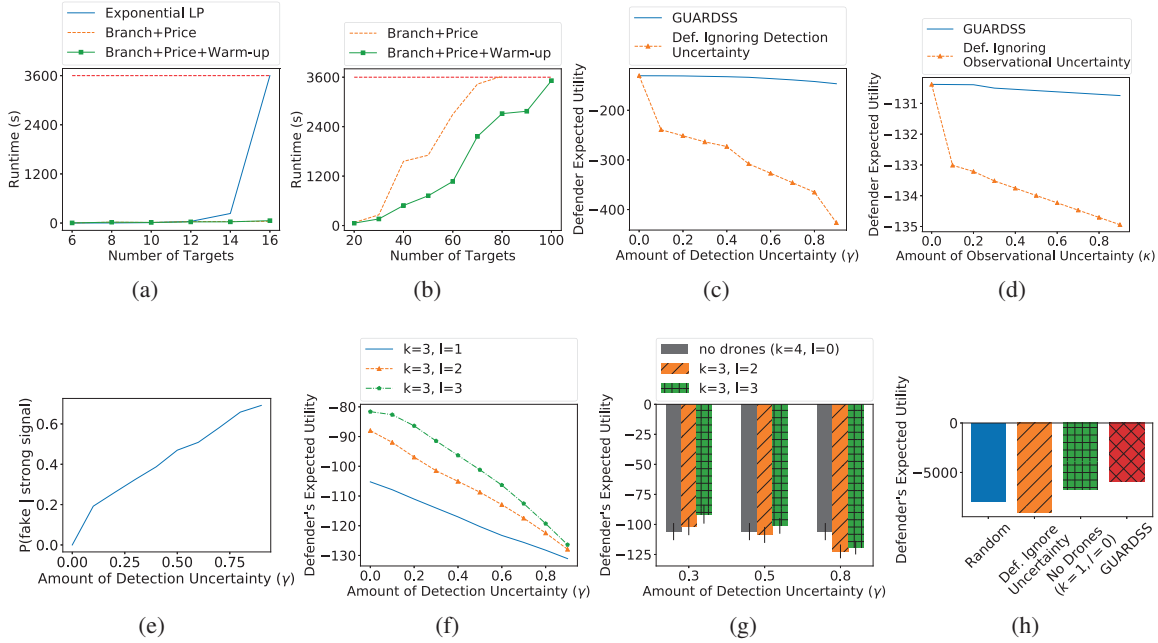 Exponential LP
Branch+Price
Branch+Price+Warm-up
3600
2400
1200
0
6 8 10 12 14 16
Runtime (s)
Number of Targets
(a)
Branch+Price
Branch+Price+Warm-up
3600
2400
1200
0
20 40 60 80 100
Runtime (s)
Number of Targets
(b)
GUARDSS
Def. Ignoring Detection
Uncertainty
−200
−300
−400
0.0 0.2 0.4 0.6 0.8
Defender Expected Utility
Amount of Detection Uncertainty (γ)
(c)
GUARDSS
Def. Ignoring
Observational Uncertainty
−131
−132
−133
−134
−135
0.0 0.2 0.4 0.6 0.8
Defender Expected Utility
Amount of Observational Uncertainty (κ)
(d)
0.6
0.4
0.2
0.0
0.00 0.25 0.50 0.75
P(fake | strong signal)
Amount of Detection Uncertainty (γ)
(e)
k=3, l=1
k=3, l=2
k=3, l=3
−80
−90
−100
−110
−120
−130
0.0 0.2 0.4 0.6 0.8
Defender's Expected Utility
Amount of Detection Uncertainty (γ)
(f)
no drones (k=4, l=0)
k=3, l=2
k=3, l=3
0
−25
−50
−75
−100
−125
0.3 0.5 0.8
Defender's Expected Utility
Amount of Detection Uncertainty (γ)
(g)
0
−5000
Defender's Expected Utility
Random
Def. Ignore
Uncertainty
No Drones
(k = 1, l = 0)
GUARDSS
(h)